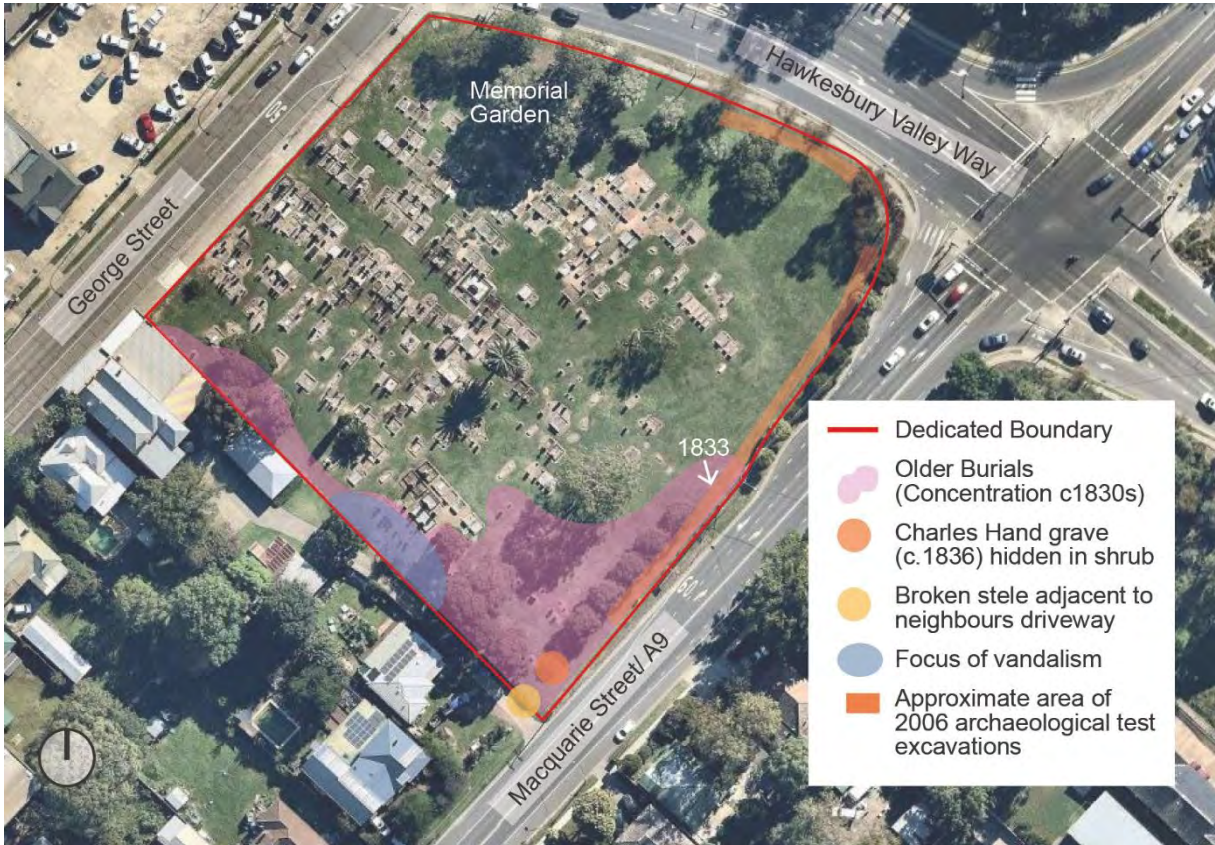 Memorial
Garden
Hawkesbury Valley Way
George Street
1833
Macquarie Street/ A9
50
60
Dedicated Boundary
Older Burials
(Concentration c1830s)
Charles Hand grave
(c.1836) hidden in shrub
Broken stele adjacent to
neighbours driveway
Focus of vandalism
Approximate area of
2006 archaeological test
excavations